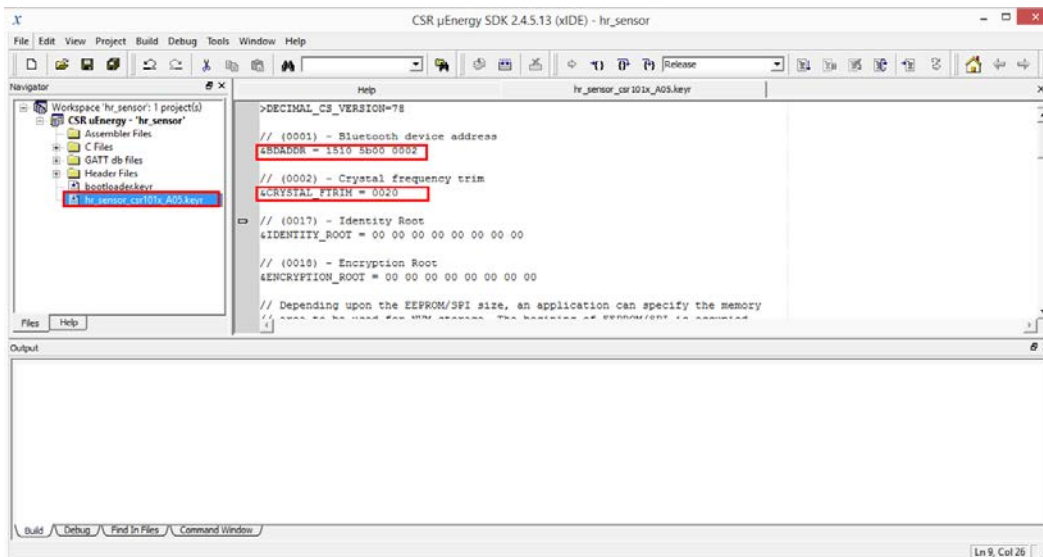 X CSR µEnergy SDK 2.4.5.13 (xIDE) - hr_sensor
File Edit View Project Build Debug Tools Window Help
Release
Navigator
Help hr_sensor_csr101x_A05.keyr
Workspace 'hr_sensor': 1 project(s)
CSR uEnergy - 'hr_sensor'
Assembler Files
C Files
GATT db files
Header Files
bootloader.keyr
hr_sensor_csr101x_A05.keyr
>DECIMAL_CS_VERSION=78
// (0001) - Bluetooth device address
&BDADDR = 1510 5b00 0002
// (0002) - Crystal frequency trim
&CRYSTAL_FTRIM = 0020
// (0017) - Identity Root
&IDENTITY_ROOT = 00 00 00 00 00 00 00 00
// (0018) - Encryption Root
&ENCRYPTION_ROOT = 00 00 00 00 00 00 00 00
// Depending upon the EEPROM/SPI size, an application can specify the memory
Files Help
Output
Build Debug Find In Files Command Window
Ln 9, Col 26